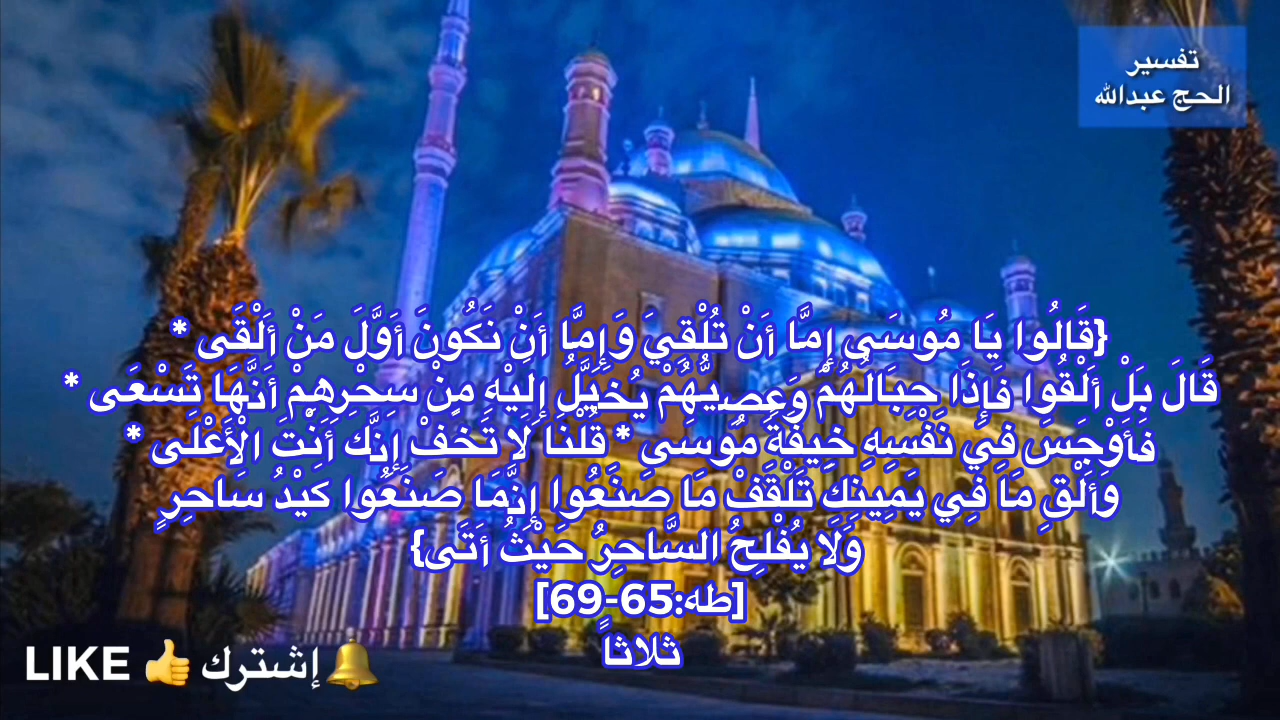 تفسير
الحج عبدالله
{قَالُوا يَا مُوسَى إِمَّا أَنْ تُلْقِيَ وَإِمَّا أَنْ نَكُونَ أَوَّلَ مَنْ أَلْقَى *
قَالَ بَلْ أَلْقُوا فَإِذَا حِبَالُهُمْ وَعِصِيُّهُمْ يُخَيَّلُ إِلَيْهِ مِنْ سِحْرِهِمْ أَنَّهَا تَسْعَى *
فَأَوْجَسَ فِي نَفْسِهِ خِيفَةً مُوسَى * قُلْنَا لَا تَخَفْ إِنَّكَ أَنْتَ الْأَعْلَى *
وَأَلْقِ مَا فِي يَمِينِكَ تَلْقَفْ مَا صَنَعُوا إِنَّمَا صَنَعُوا كَيْدُ سَاحِرٍ
وَلَا يُفْلِحُ السَّاحِرُ حَيْثُ أَتَى}
[طه:65-69]
ثلاثاً
LIKE 👍 إشترك 🔔